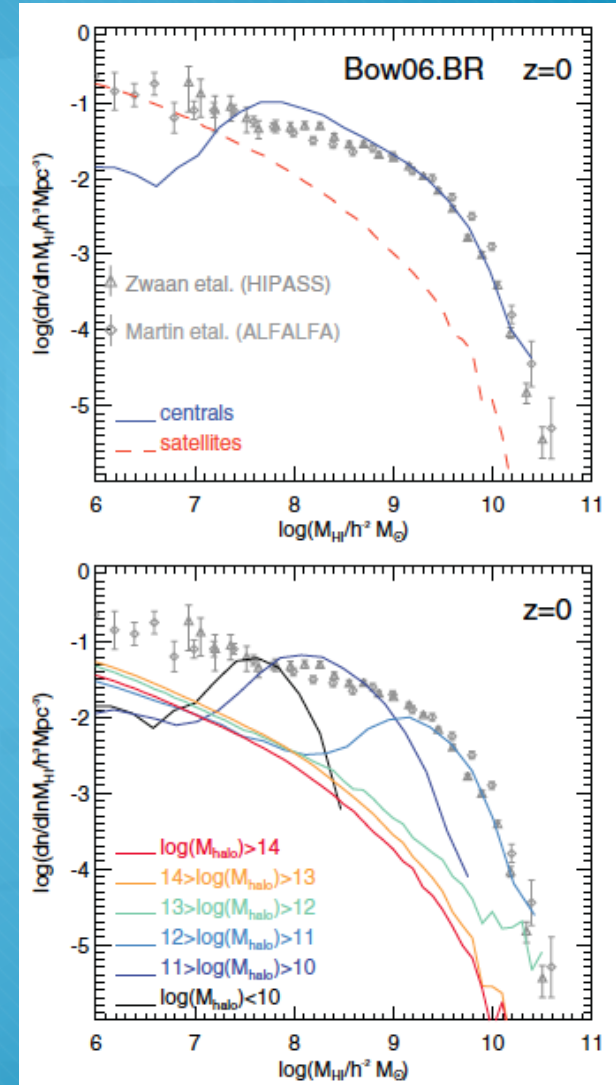 Bow06.BR z=0
0
-1
-2
-3
-4
-5
log(dn/dlnM_HI/h³Mpc⁻³)
Zwaan etal. (HIPASS)
Martin etal. (ALFALFA)
centrals
satellites
6 7 8 9 10 11
log(M_HI/h⁻² M_⊙)
z=0
0
-1
-2
-3
-4
-5
log(dn/dlnM_HI/h³Mpc⁻³)
log(M_halo)>14
14>log(M_halo)>13
13>log(M_halo)>12
12>log(M_halo)>11
11>log(M_halo)>10
log(M_halo)<10
6 7 8 9 10 11
log(M_HI/h⁻² M_⊙)